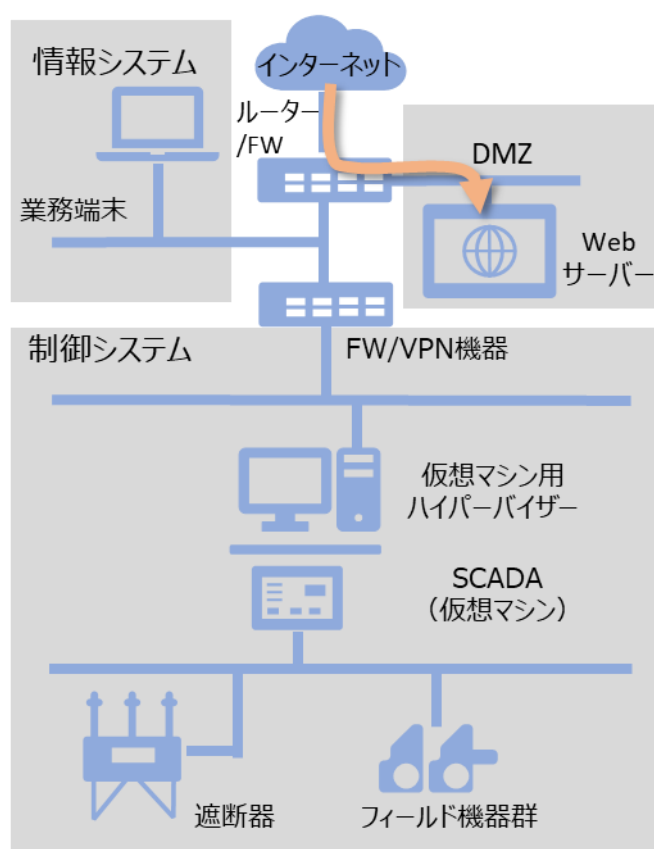 情報システム
インターネット
ルーター
/FW
DMZ
業務端末
Web
サーバー
制御システム
FW/VPN機器
仮想マシン用
ハイパーバイザー
SCADA
（仮想マシン）
遮断器
フィールド機器群